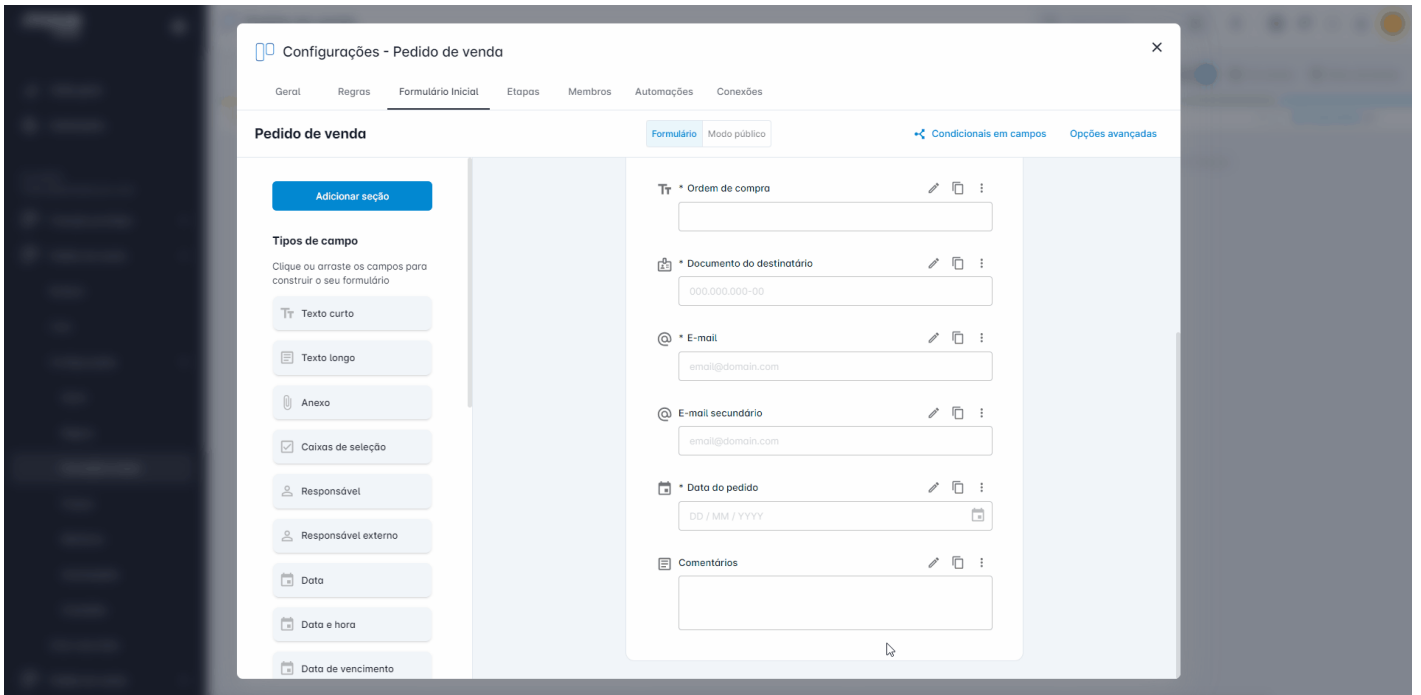 Configurações - Pedido de venda
Geral Regras Formulário Inicial Etapas Membros Automações Conexões
Pedido de venda
Formulário Modo público
Condicionais em campos Opções avançadas
Adicionar seção
Tipos de campo
Clique ou arraste os campos para
construir o seu formulário
Texto curto
Texto longo
Anexo
Caixas de seleção
Responsável
Responsável externo
Data
Data e hora
Data de vencimento
* Ordem de compra
* Documento do destinatário
000.000.000-00
* E-mail
email@domain.com
E-mail secundário
email@domain.com
* Data do pedido
DD / MM / YYYY
Comentários